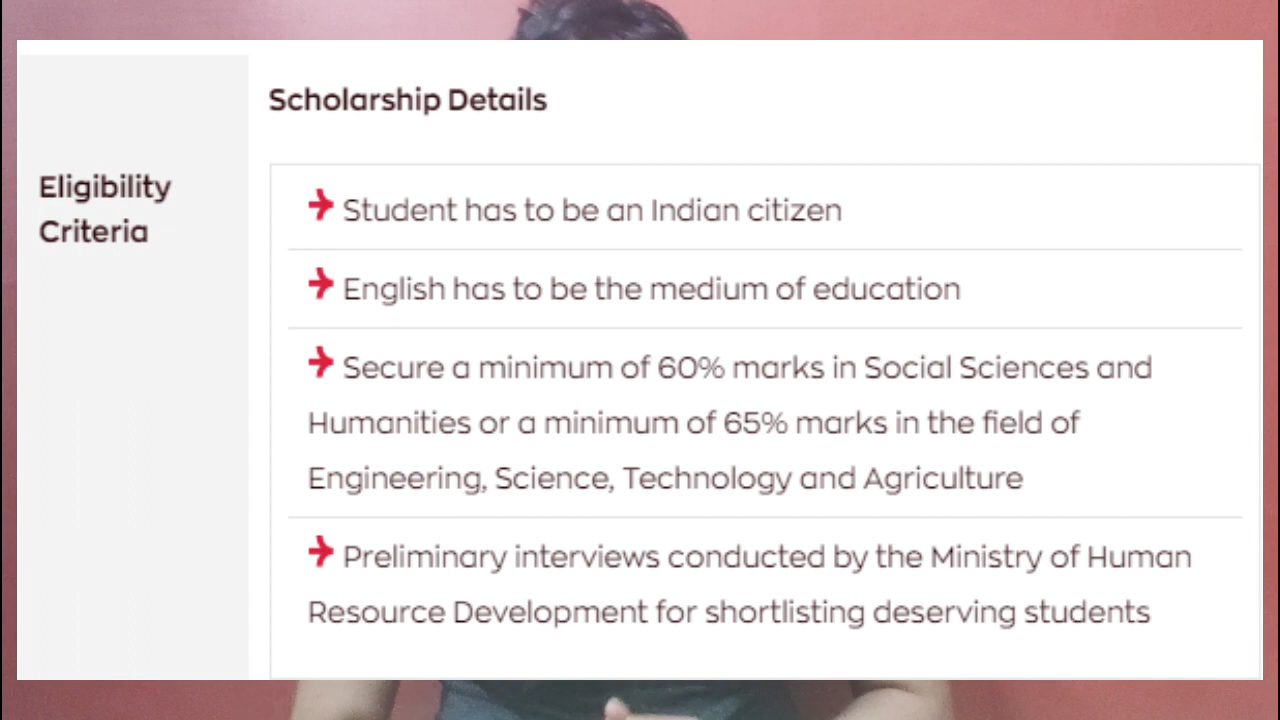 Scholarship Details
Eligibility
Criteria
Student has to be an Indian citizen
English has to be the medium of education
Secure a minimum of 60% marks in Social Sciences and
Humanities or a minimum of 65% marks in the field of
Engineering, Science, Technology and Agriculture
Preliminary interviews conducted by the Ministry of Human
Resource Development for shortlisting deserving students